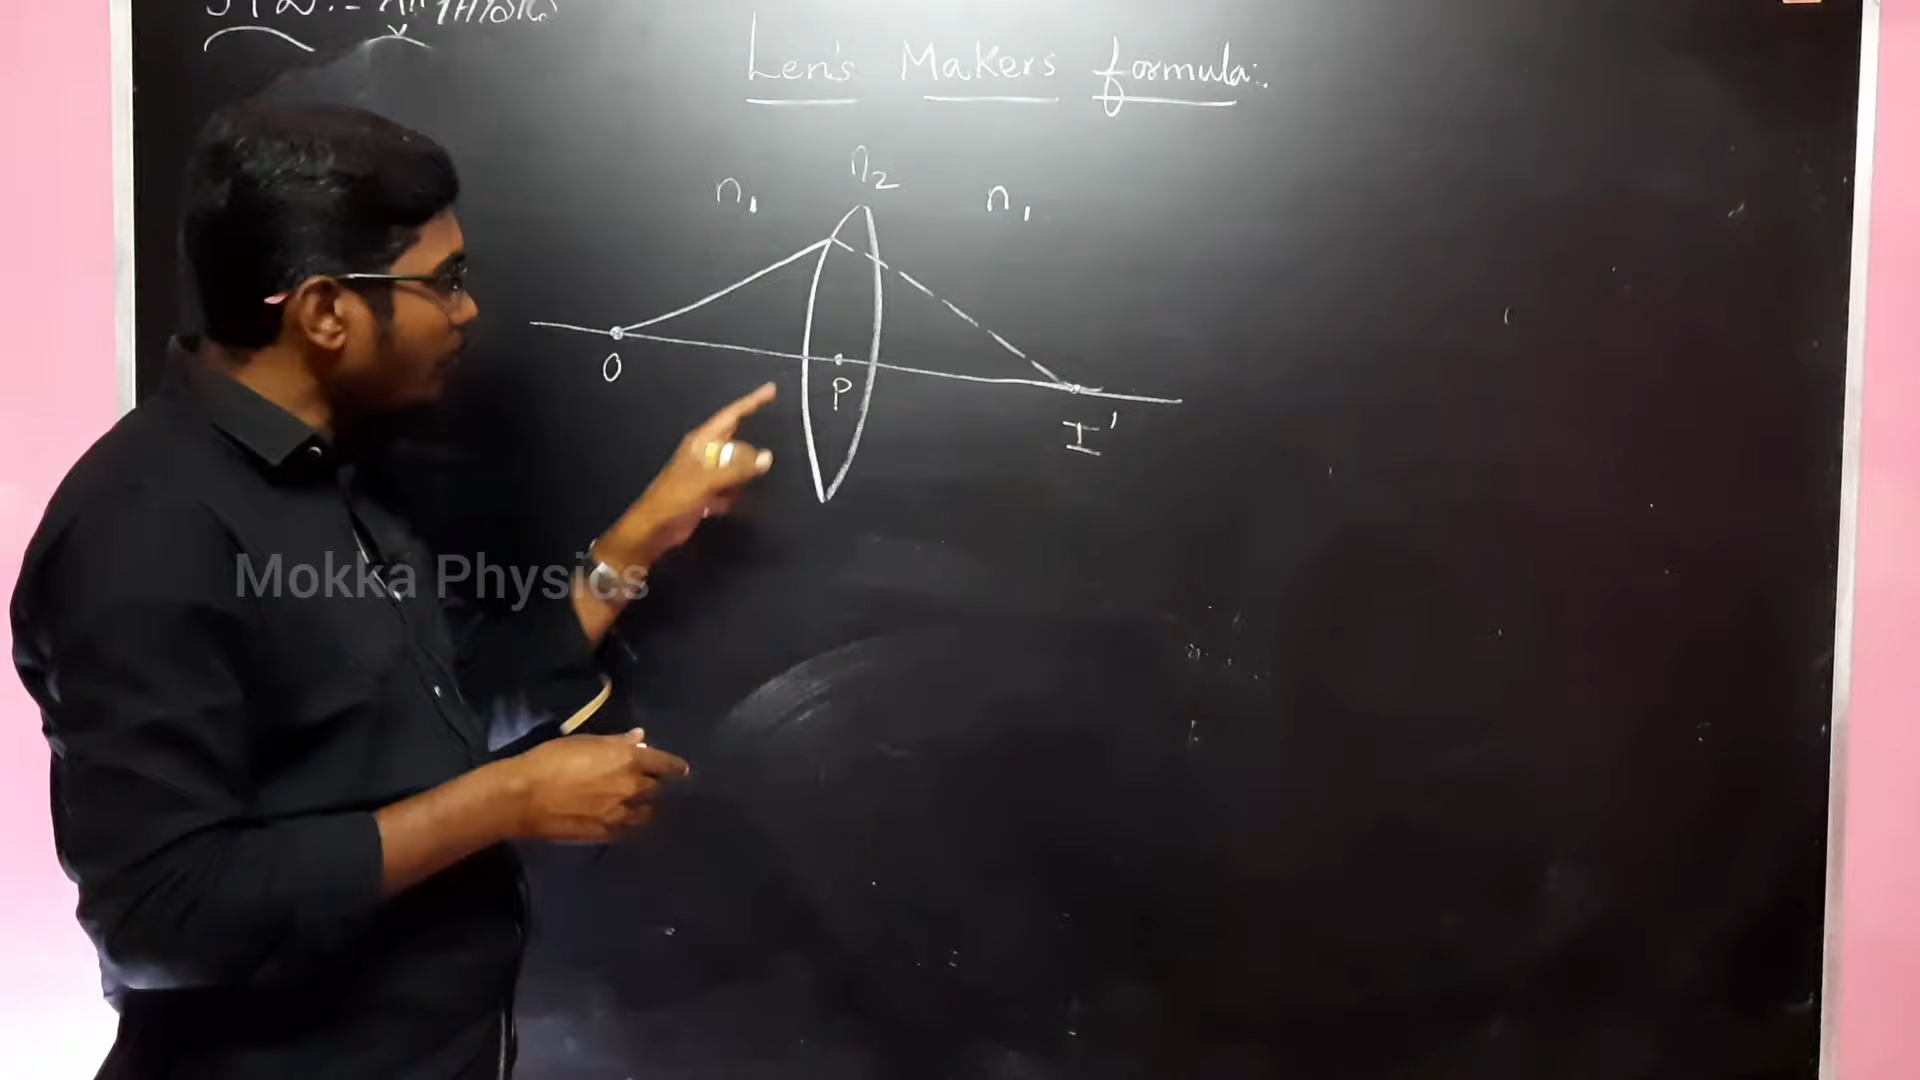 Len's Makers formula:.
n₂
n₁ n₁
O
P
I'
Mokka Physics